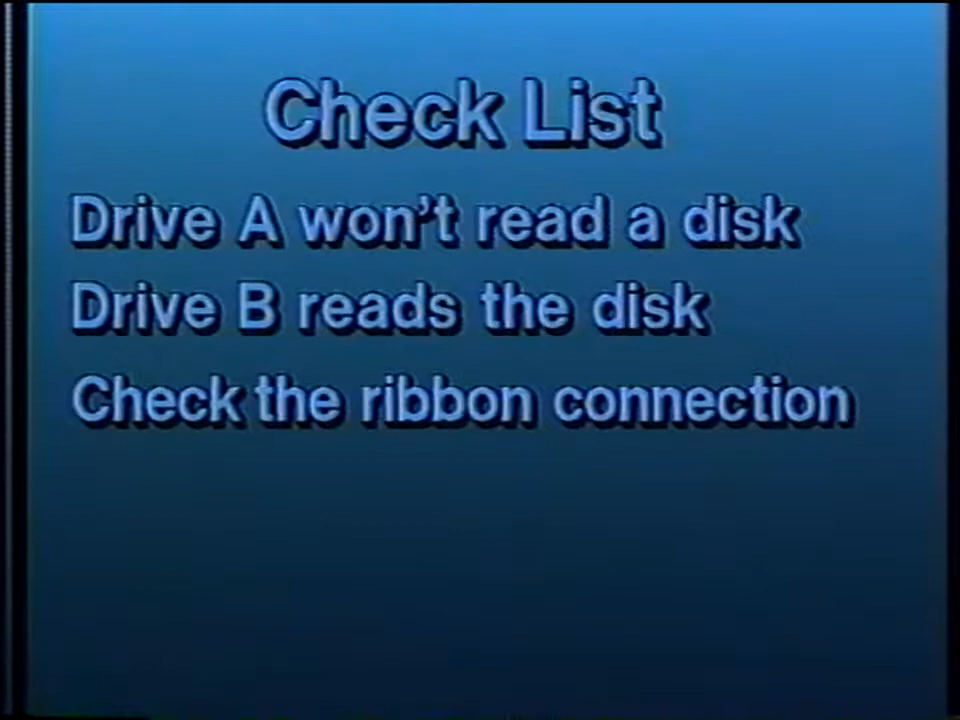 Check List
Drive A won't read a disk
Drive B reads the disk
Check the ribbon connection